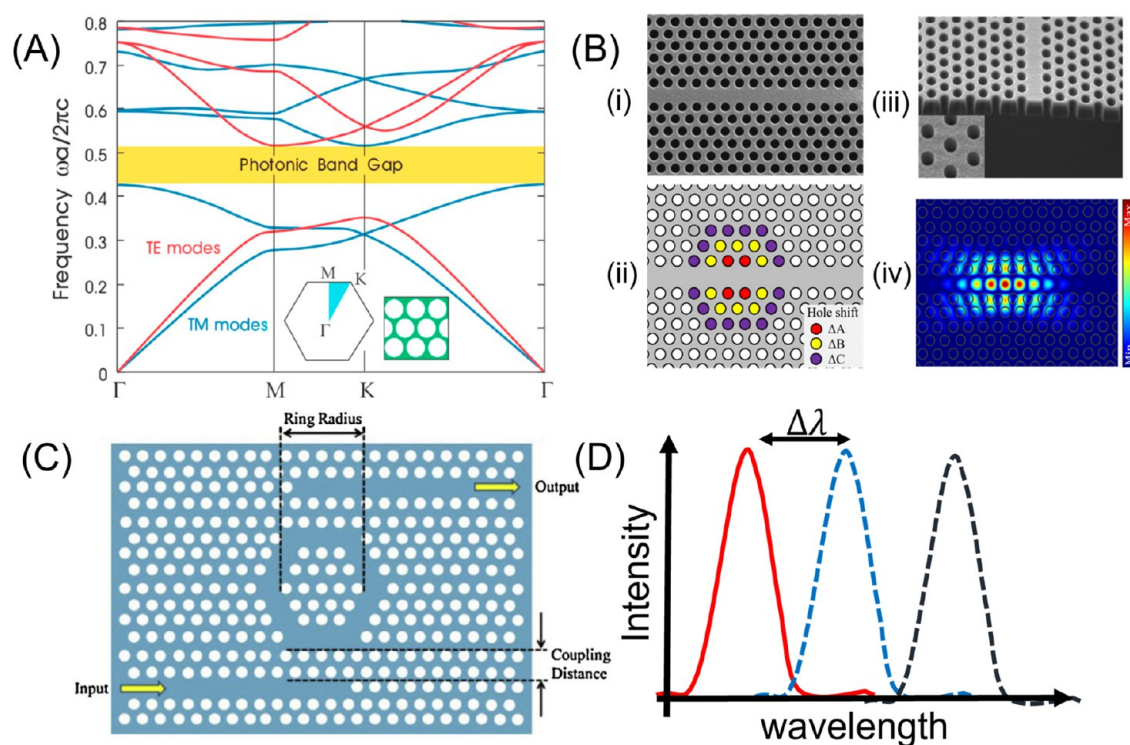 (A)
0.8
0.7
0.6
0.5
0.4
0.3
0.2
0.1
0
Frequency ωa/2πc
Photonic Band Gap
TE modes
TM modes
M
K
Γ
Γ
M
K
Γ
(B)
(i)
(ii)
Hole shift
ΔA
ΔB
ΔC
(iii)
(iv)
Max
Min
(C)
Ring Radius
Output
Coupling
Distance
Input
(D)
Δλ
Intensity
wavelength